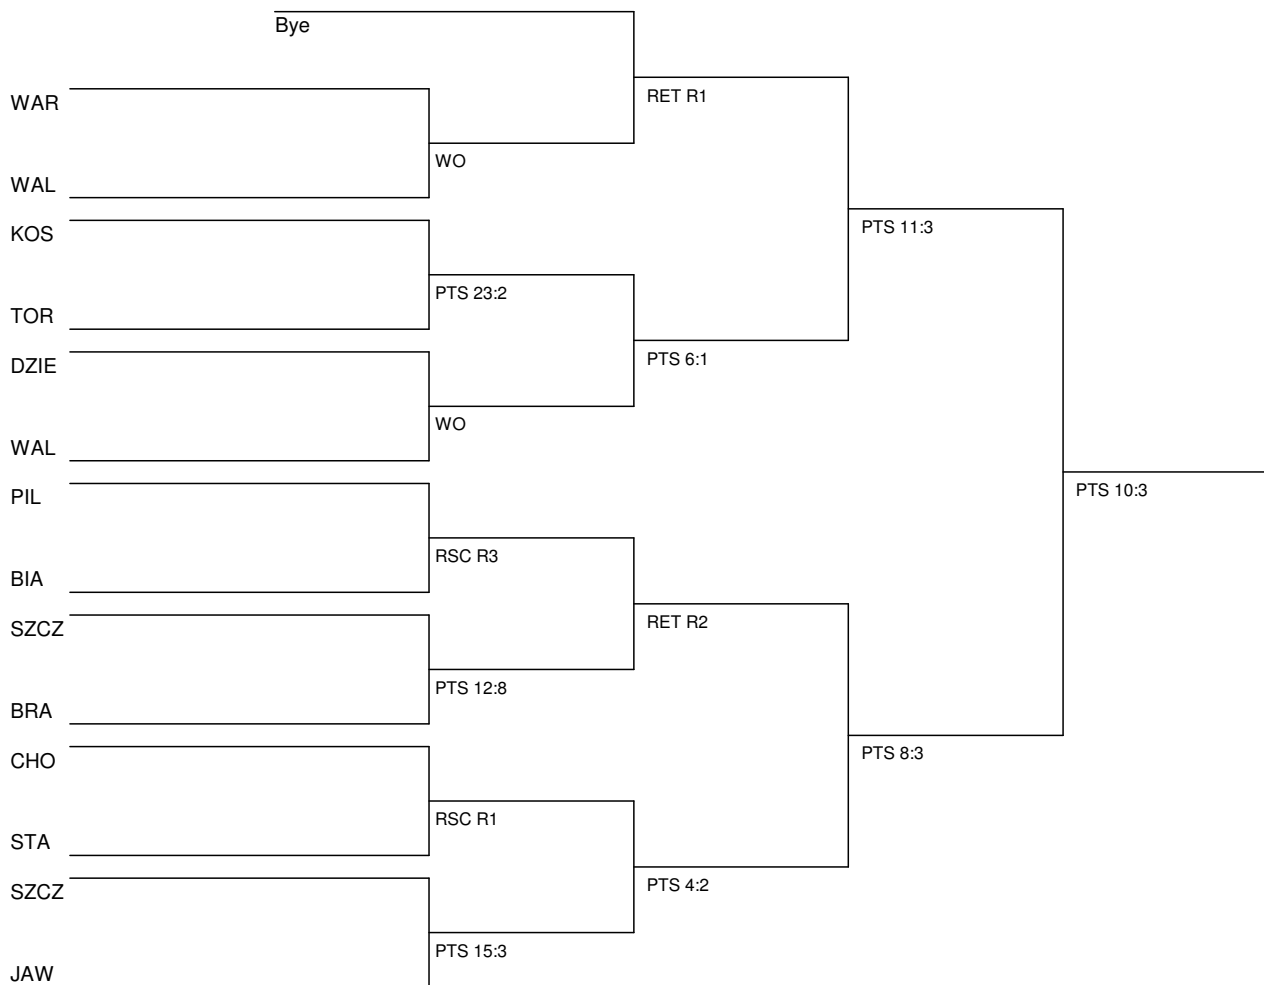 Bye
WAR
RET R1
WO
WAL
KOS
PTS 11:3
PTS 23:2
TOR
DZIE
PTS 6:1
WO
WAL
PIL
PTS 10:3
RSC R3
BIA
SZCZ
RET R2
PTS 12:8
BRA
CHO
PTS 8:3
RSC R1
STA
SZCZ
PTS 4:2
PTS 15:3
JAW